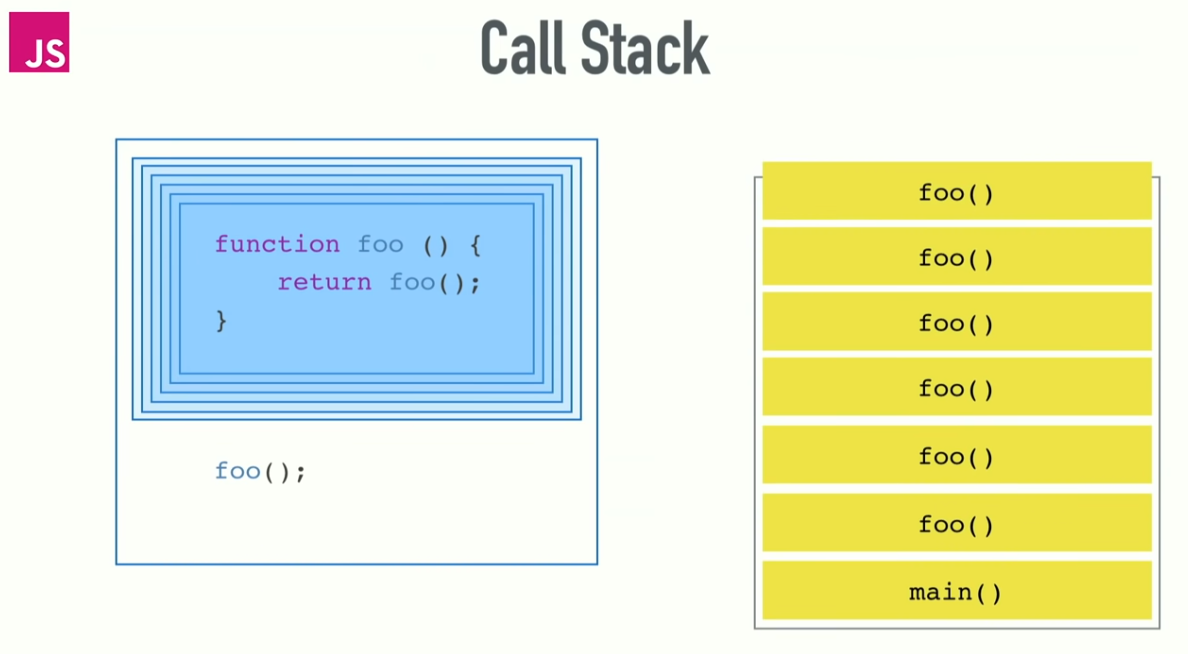 JS
Call Stack
function foo () {
return foo();
}
foo();
foo()
foo()
foo()
foo()
foo()
foo()
main()